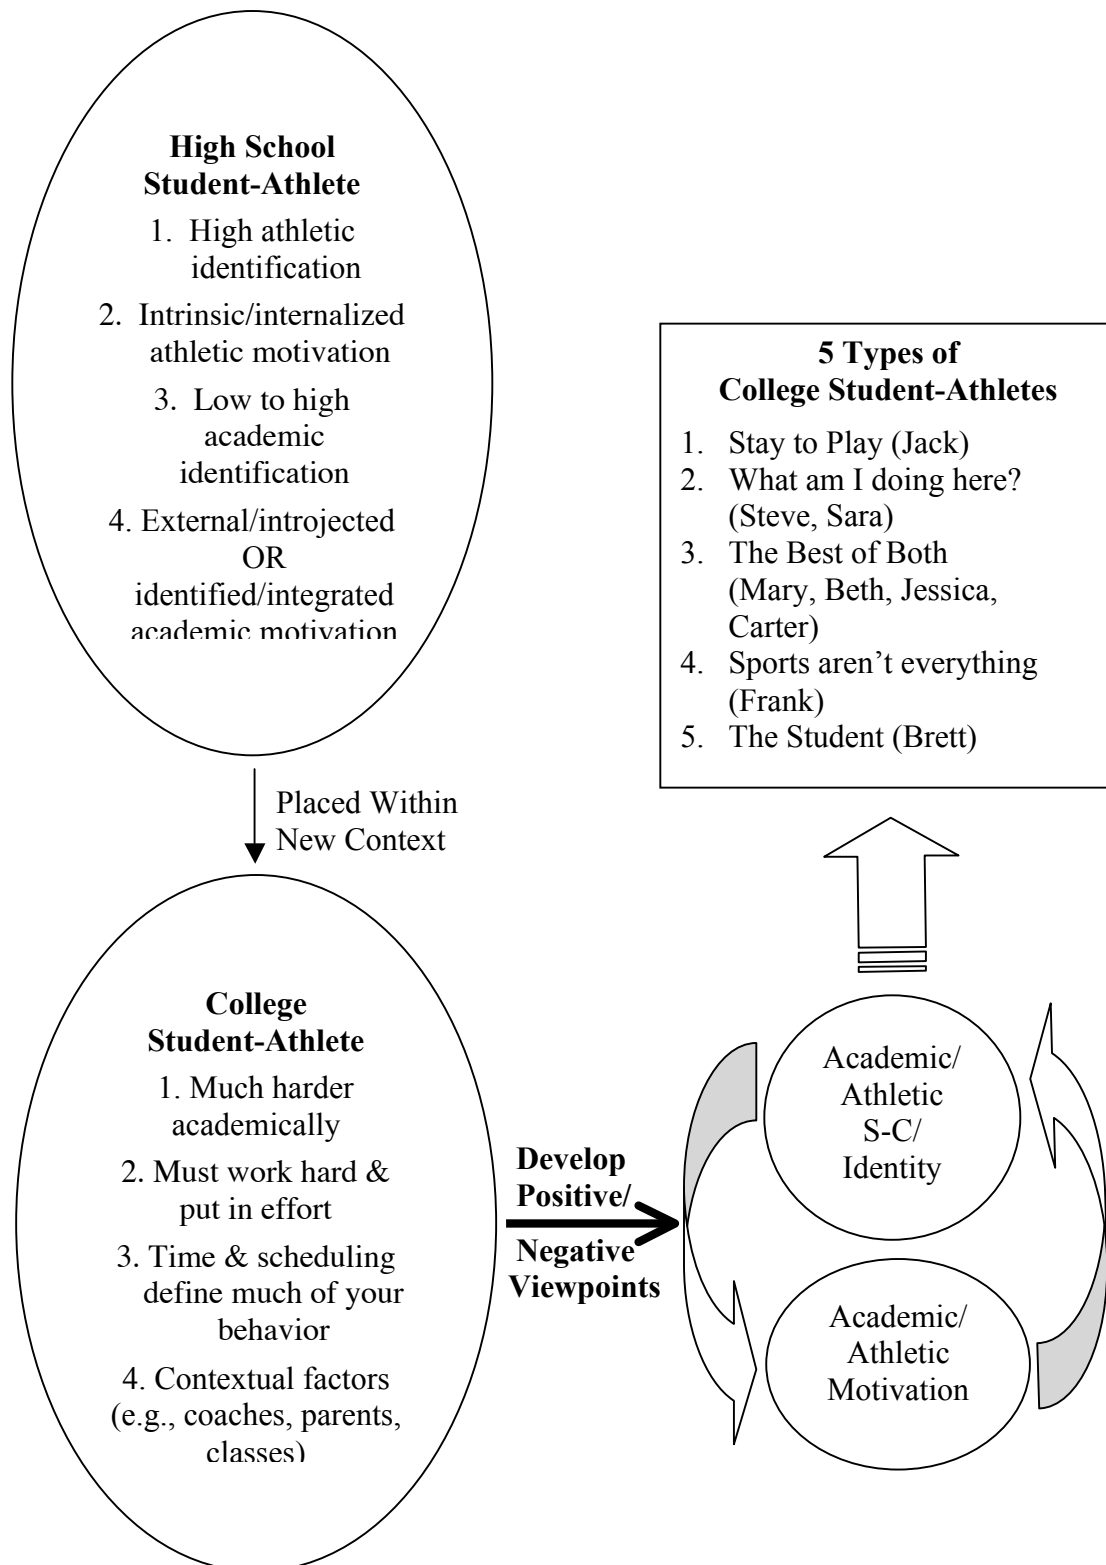 High School
Student-Athlete
1. High athletic
identification
2. Intrinsic/internalized
athletic motivation
3. Low to high
academic
identification
4. External/introjected
OR
identified/integrated
academic motivation
Placed Within
New Context
College
Student-Athlete
1. Much harder
academically
2. Must work hard &
put in effort
3. Time & scheduling
define much of your
behavior
4. Contextual factors
(e.g., coaches, parents,
classes)
Develop
Positive/
Negative
Viewpoints
Academic/
Athletic
S-C/
Identity
Academic/
Athletic
Motivation
5 Types of
College Student-Athletes
1. Stay to Play (Jack)
2. What am I doing here?
(Steve, Sara)
3. The Best of Both
(Mary, Beth, Jessica,
Carter)
4. Sports aren’t everything
(Frank)
5. The Student (Brett)